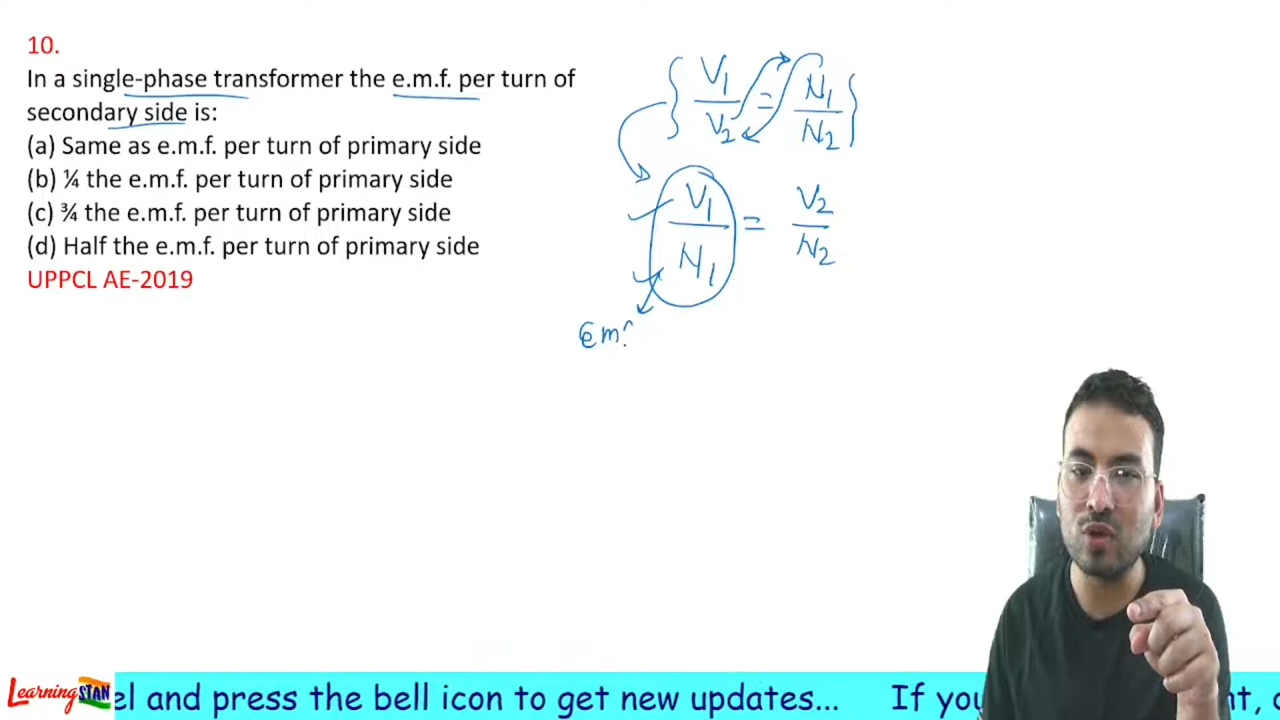 10.
In a single-phase transformer the e.m.f. per turn of
secondary side is:
(a) Same as e.m.f. per turn of primary side
(b) ¼ the e.m.f. per turn of primary side
(c) ¾ the e.m.f. per turn of primary side
(d) Half the e.m.f. per turn of primary side
UPPCL AE-2019
{ V₁/V₂ = N₁/N₂ }
V₁/N₁ = V₂/N₂
em
LearningSTAN
el and press the bell icon to get new updates... If you